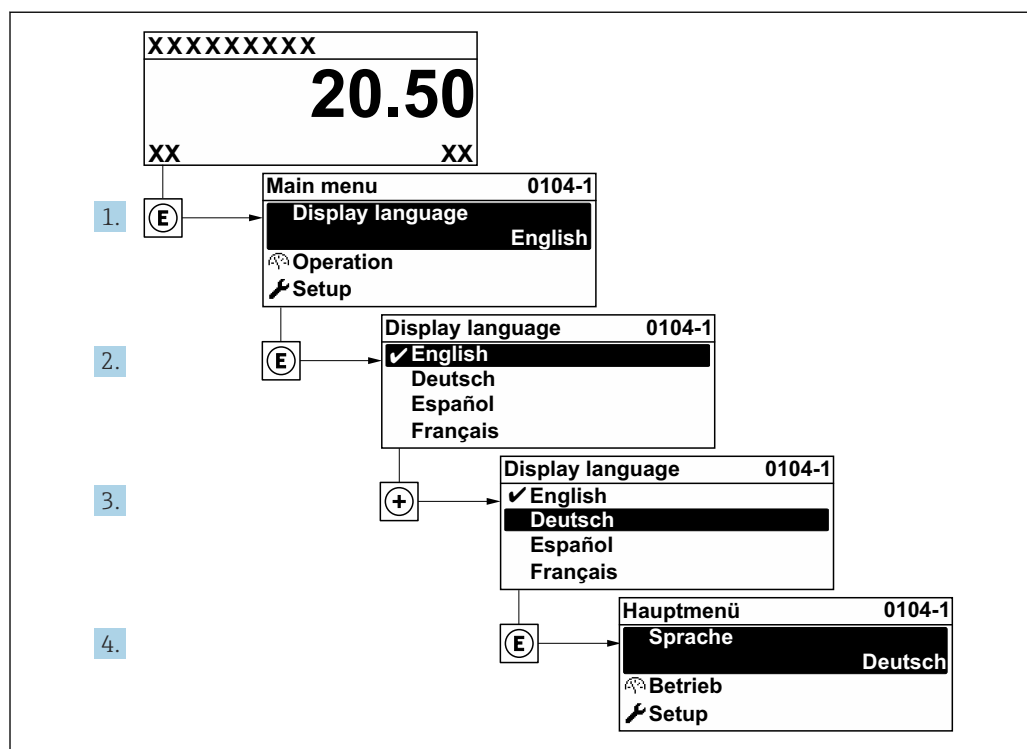 XXXXXXXXX
20.50
XX XX
1. E
Main menu 0104-1
Display language
English
Operation
Setup
2. E
Display language 0104-1
✔ English
Deutsch
Español
Français
3. +
Display language 0104-1
✔ English
Deutsch
Español
Français
4. E
Hauptmenü 0104-1
Sprache
Deutsch
Betrieb
Setup